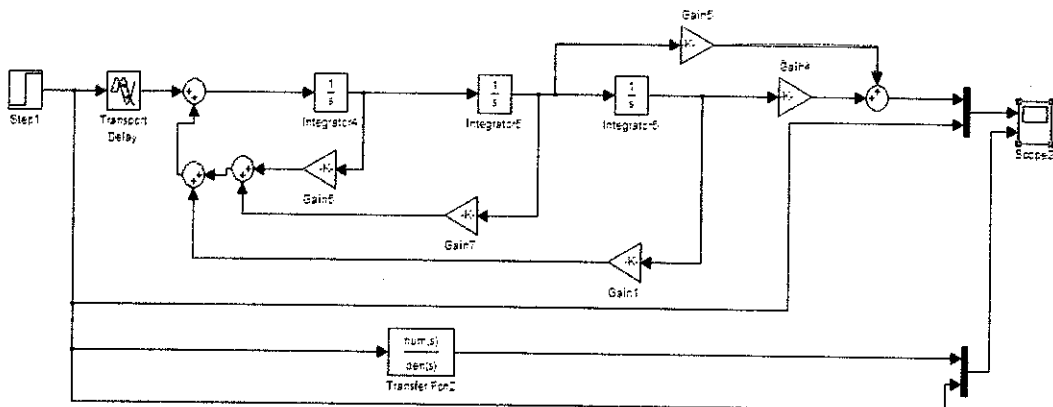 Gain5
Gain4
Step1
Transport
Delay
1
s
Integrator4
1
s
Integrator5
1
s
Integrator6
Scope2
-K-
-K-
-K-
Gain6
-K-
Gain7
-K-
Gain1
num(s)
den(s)
Transfer Fcn2